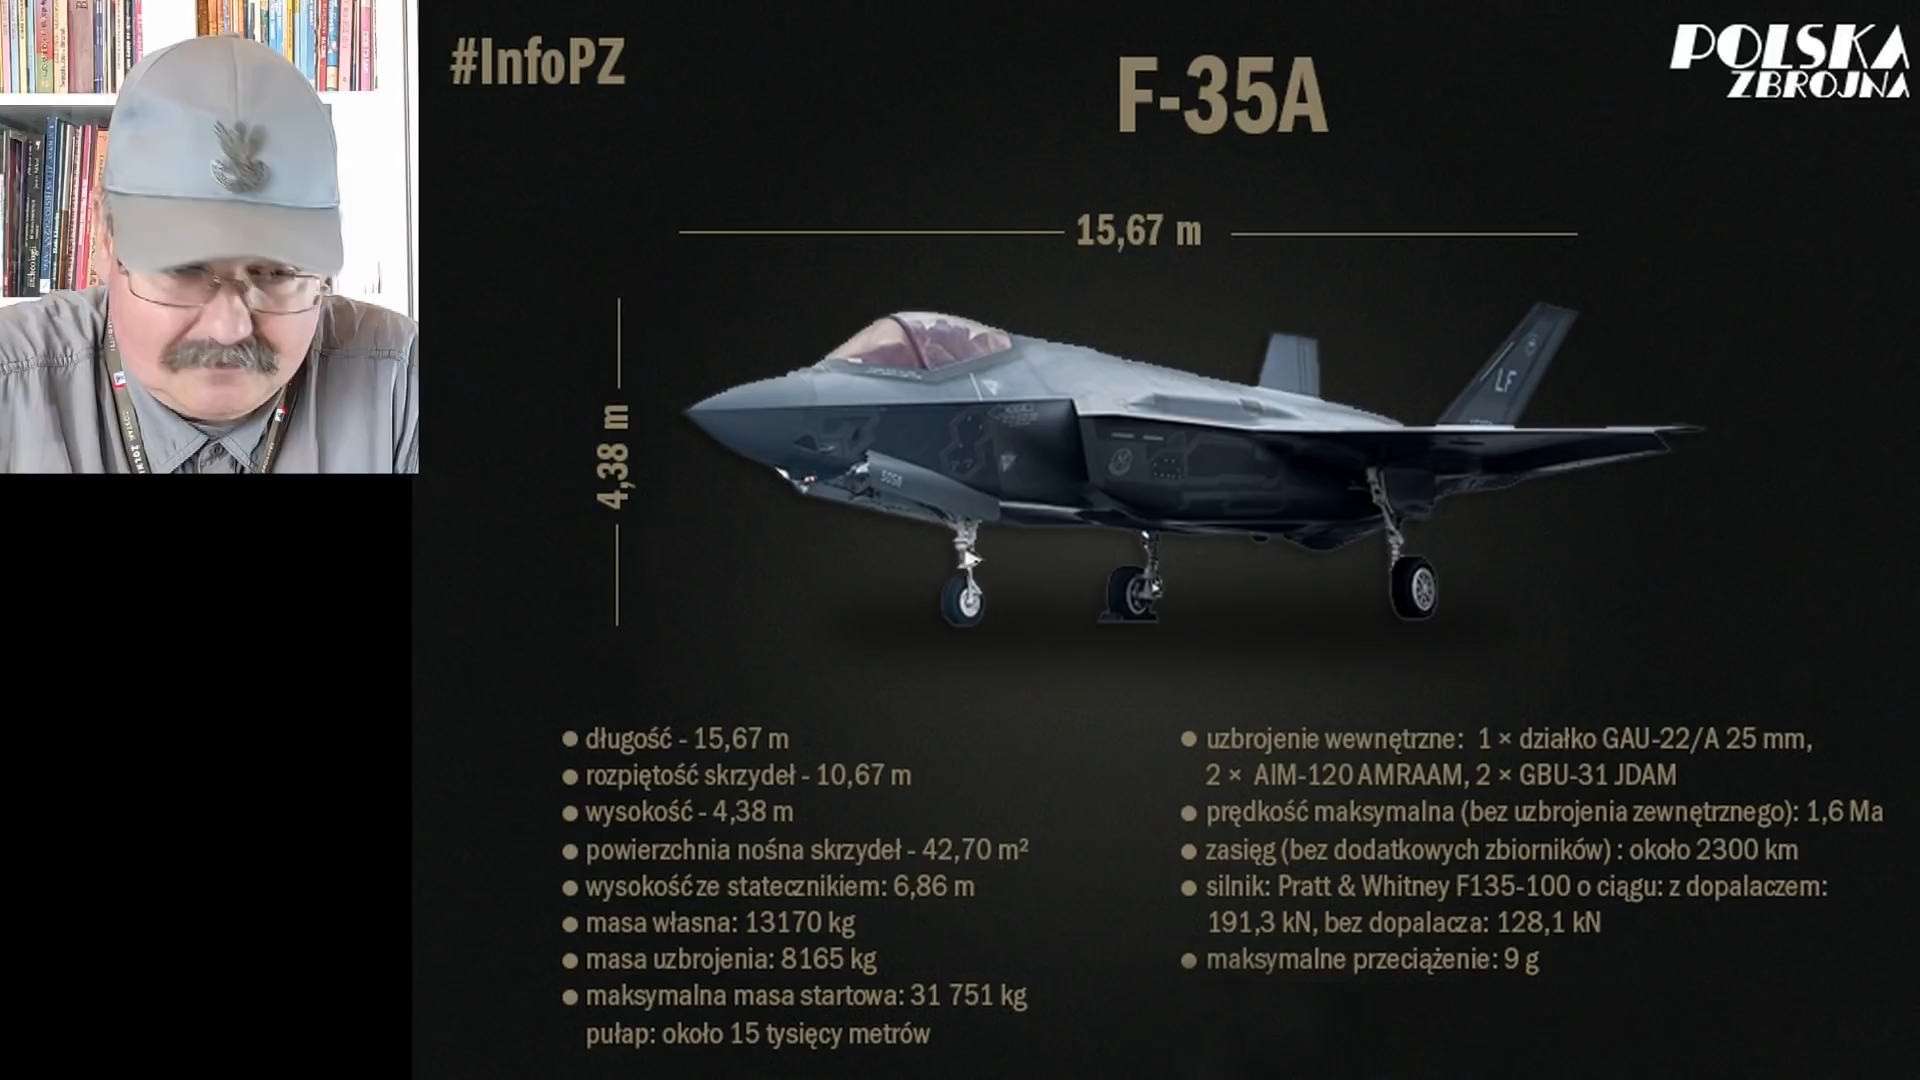 #InfoPZ
F-35A
POLSKA
ZBROJNA
15,67 m
4,38 m
LF
5058
● długość - 15,67 m
● rozpiętość skrzydeł - 10,67 m
● wysokość - 4,38 m
● powierzchnia nośna skrzydeł - 42,70 m²
● wysokość ze statecznikiem: 6,86 m
● masa własna: 13170 kg
● masa uzbrojenia: 8165 kg
● maksymalna masa startowa: 31 751 kg
pułap: około 15 tysięcy metrów
● uzbrojenie wewnętrzne: 1 × działko GAU-22/A 25 mm,
2 × AIM-120 AMRAAM, 2 × GBU-31 JDAM
● prędkość maksymalna (bez uzbrojenia zewnętrznego): 1,6 Ma
● zasięg (bez dodatkowych zbiorników) : około 2300 km
● silnik: Pratt & Whitney F135-100 o ciągu: z dopalaczem:
191,3 kN, bez dopalacza: 128,1 kN
● maksymalne przeciążenie: 9 g